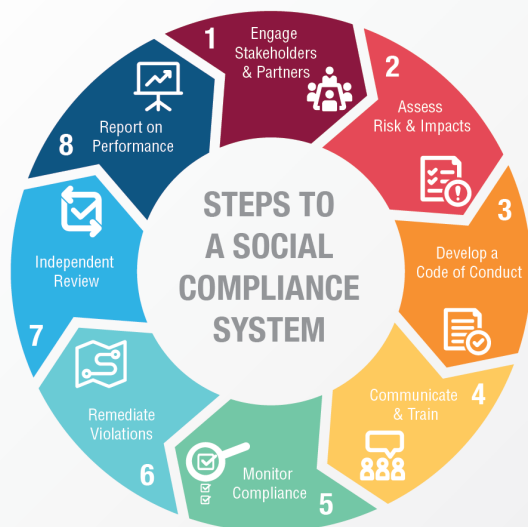 STEPS TO
A SOCIAL
COMPLIANCE
SYSTEM
1
Engage
Stakeholders
& Partners
2
Assess
Risk & Impacts
3
Develop a
Code of Conduct
4
Communicate
& Train
5
Monitor
Compliance
6
Remediate
Violations
7
Independent
Review
8
Report on
Performance